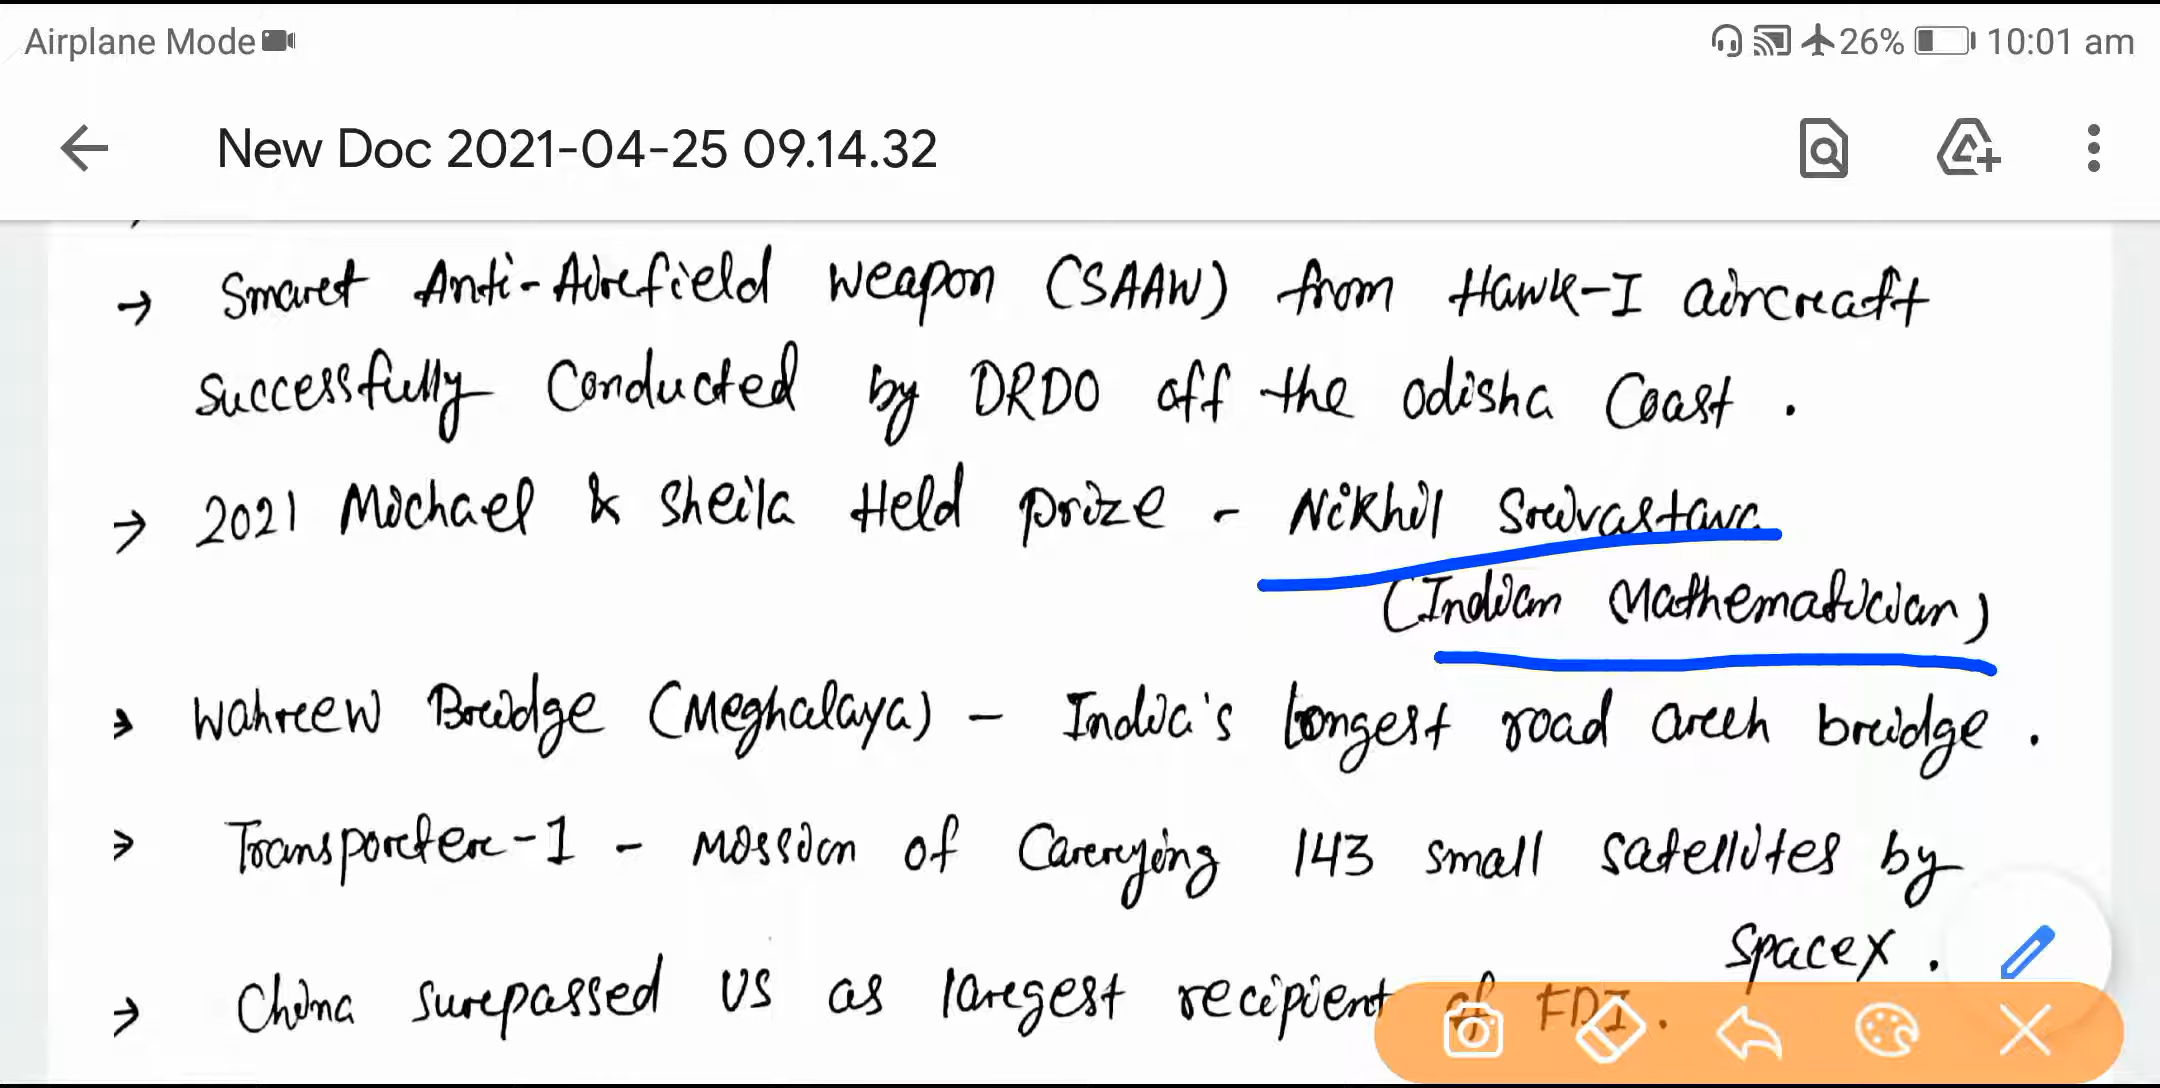 Airplane Mode
26% 10:01 am
New Doc 2021-04-25 09.14.32
→ Smart Anti-Airfield weapon (SAAW) from Hawk-I aircraft
successfully conducted by DRDO off the odisha Coast .
→ 2021 Michael & Sheila Held prize - Nikhil Srivastava
(Indian Mathematician)
→ Wahrew Bridge (Meghalaya) - India's longest road arch bridge .
→ Transporter-1 - mission of Carrying 143 small satellites by
spacex .
→ China surpassed US as largest recipient of FDI .